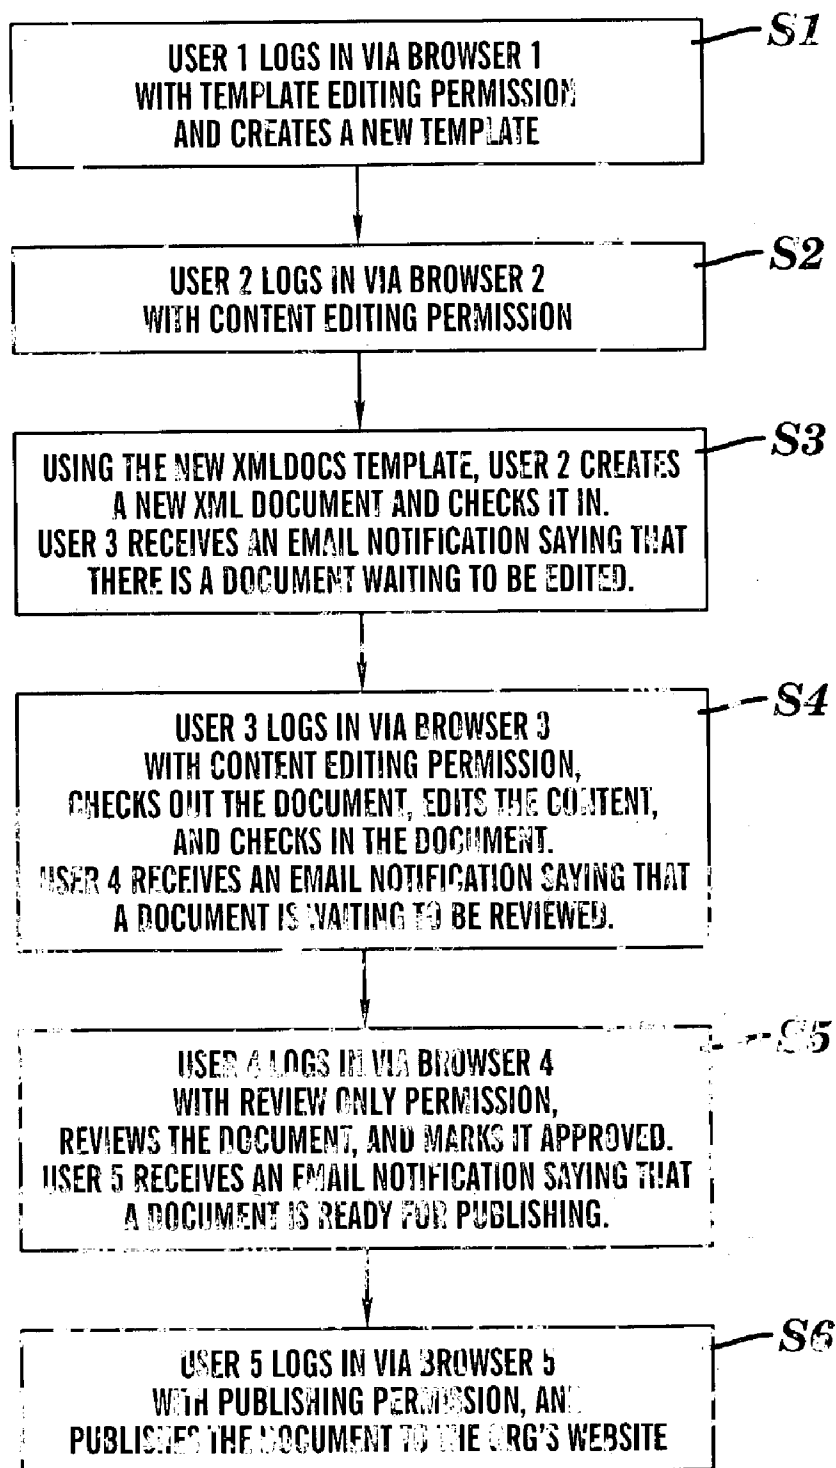 S1
USER 1 LOGS IN VIA BROWSER 1
WITH TEMPLATE EDITING PERMISSION
AND CREATES A NEW TEMPLATE
S2
USER 2 LOGS IN VIA BROWSER 2
WITH CONTENT EDITING PERMISSION
S3
USING THE NEW XMLDOCS TEMPLATE, USER 2 CREATES
A NEW XML DOCUMENT AND CHECKS IT IN.
USER 3 RECEIVES AN EMAIL NOTIFICATION SAYING THAT
THERE IS A DOCUMENT WAITING TO BE EDITED.
S4
USER 3 LOGS IN VIA BROWSER 3
WITH CONTENT EDITING PERMISSION,
CHECKS OUT THE DOCUMENT, EDITS THE CONTENT,
AND CHECKS IN THE DOCUMENT.
USER 4 RECEIVES AN EMAIL NOTIFICATION SAYING THAT
A DOCUMENT IS WAITING TO BE REVIEWED.
S5
USER 4 LOGS IN VIA BROWSER 4
WITH REVIEW ONLY PERMISSION,
REVIEWS THE DOCUMENT, AND MARKS IT APPROVED.
USER 5 RECEIVES AN EMAIL NOTIFICATION SAYING THAT
A DOCUMENT IS READY FOR PUBLISHING.
S6
USER 5 LOGS IN VIA BROWSER 5
WITH PUBLISHING PERMISSION, AND
PUBLISHES THE DOCUMENT TO THE ORG'S WEBSITE